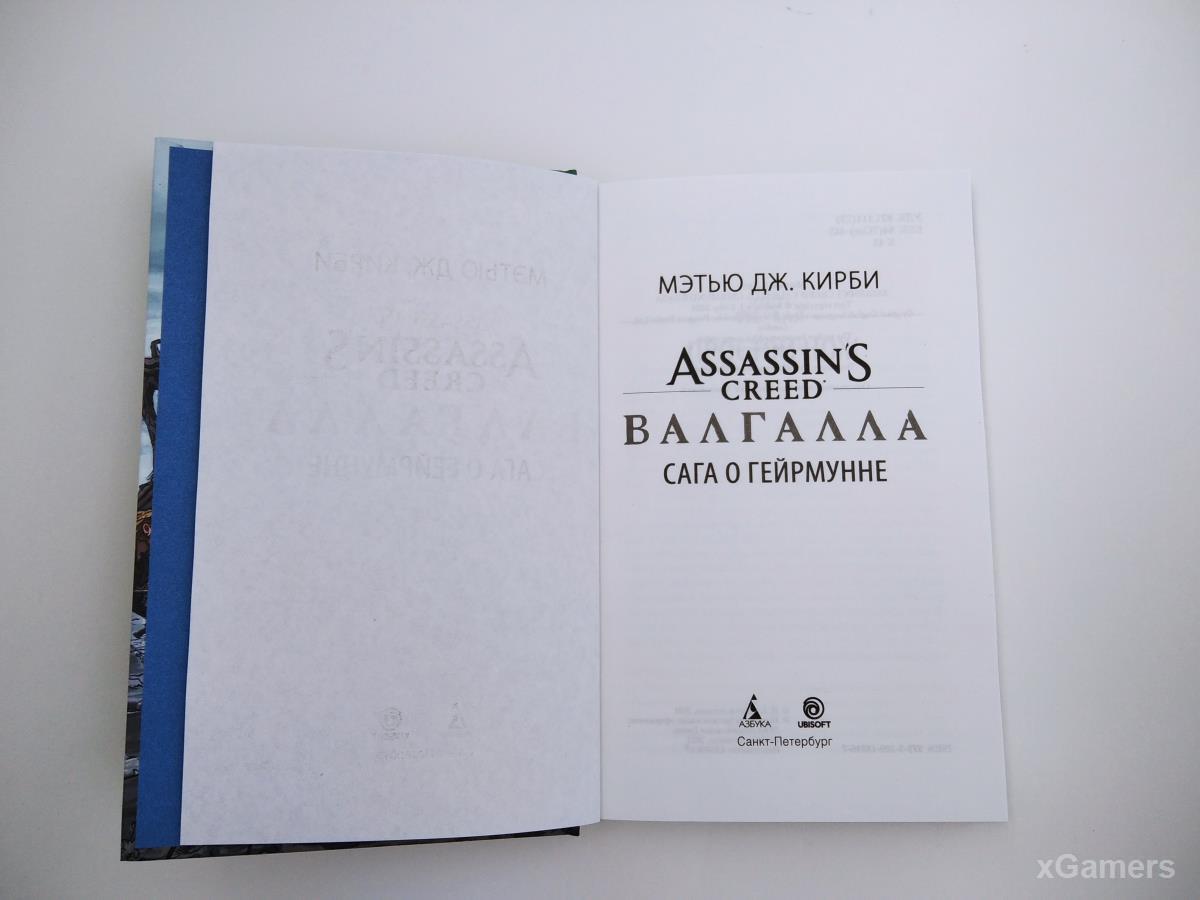 МЭТЬЮ ДЖ. КИРБИ
ASSASSIN'S
CREED
ВАЛГАЛЛА
САГА О ГЕЙРМУННЕ
АЗБУКА UBISOFT
Санкт-Петербург
xGamers